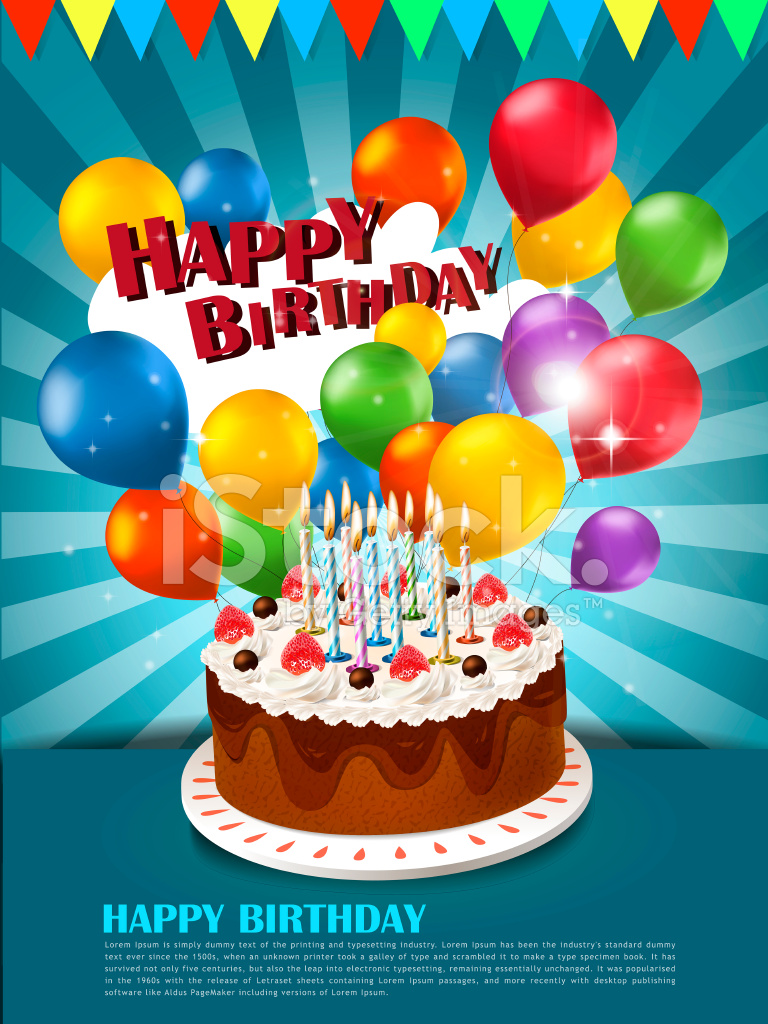 HAPPY
BIRTHDAY
iStock.
by Getty Images™
HAPPY BIRTHDAY
Lorem Ipsum is simply dummy text of the printing and typesetting industry. Lorem Ipsum has been the industry's standard dummy
text ever since the 1500s, when an unknown printer took a galley of type and scrambled it to make a type specimen book. It has
survived not only five centuries, but also the leap into electronic typesetting, remaining essentially unchanged. It was popularised
in the 1960s with the release of Letraset sheets containing Lorem Ipsum passages, and more recently with desktop publishing
software like Aldus PageMaker including versions of Lorem Ipsum.